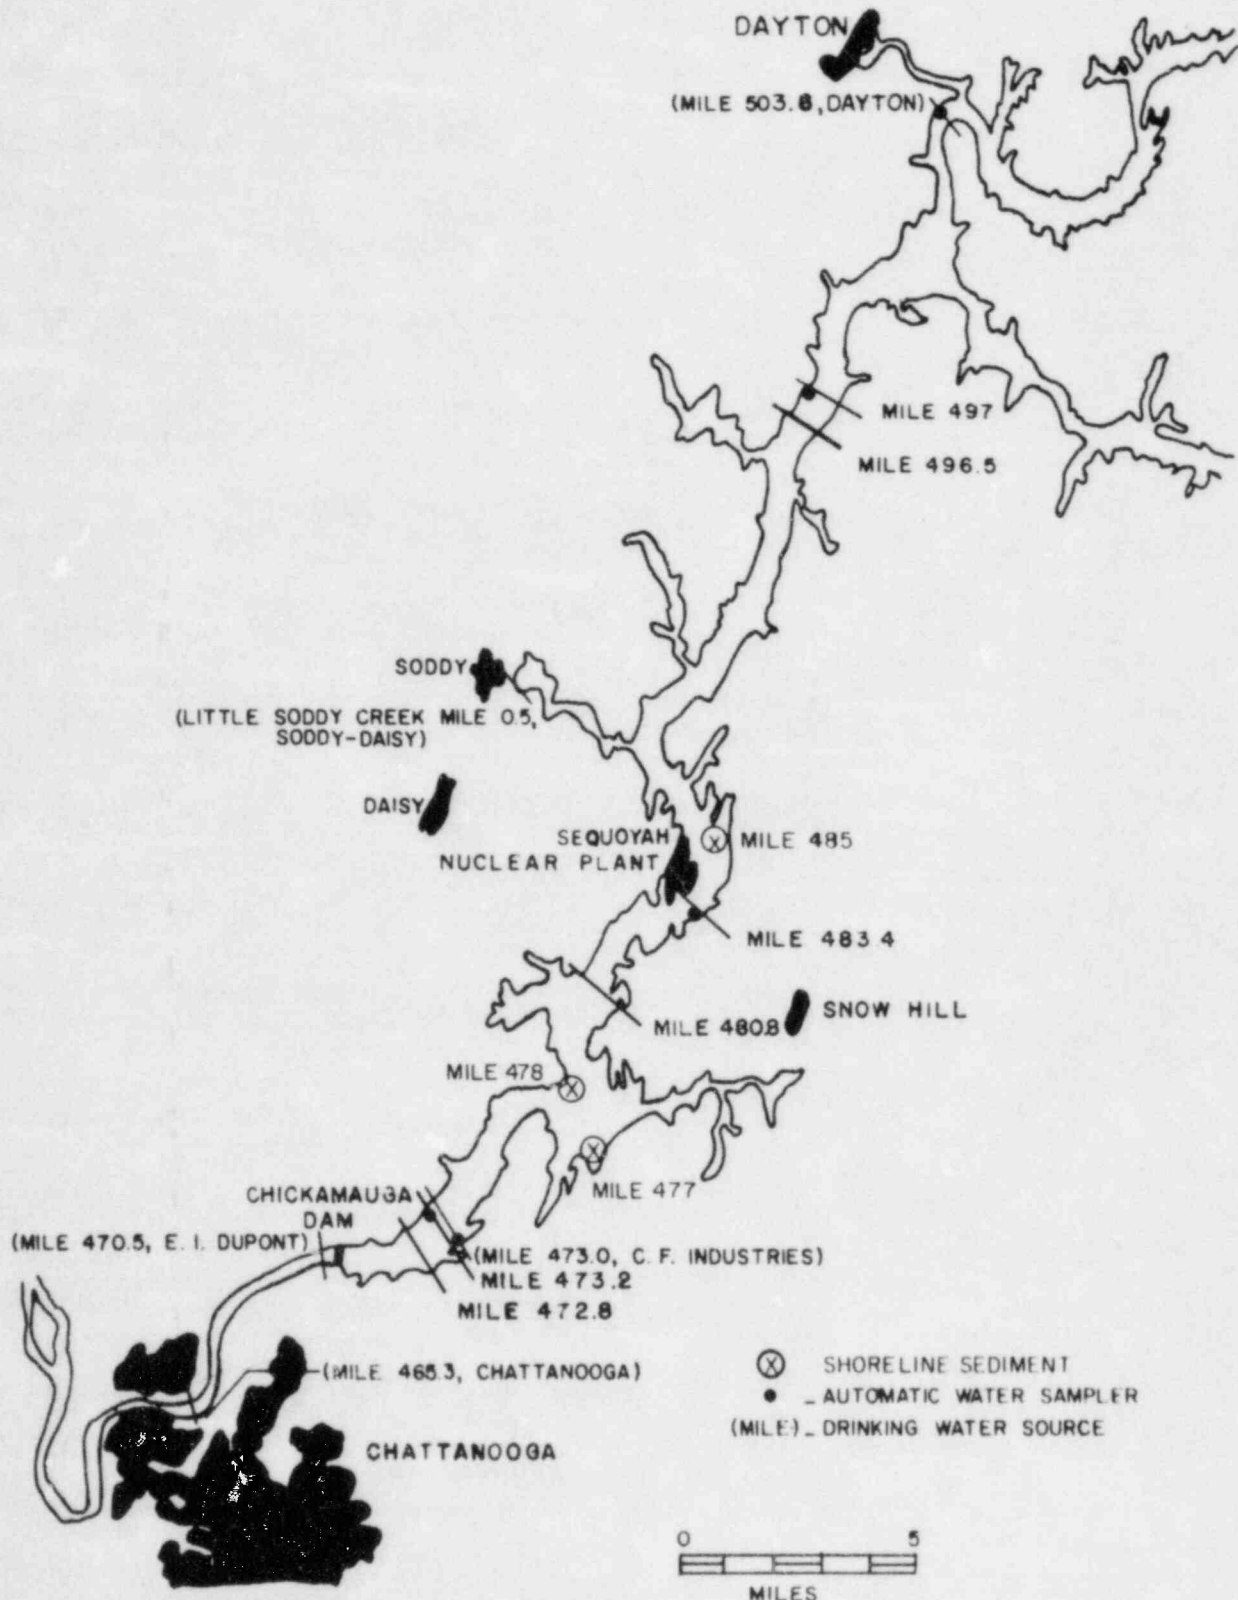 DAYTON
(MILE 503.8, DAYTON)
MILE 497
MILE 496.5
SODDY
(LITTLE SODDY CREEK MILE 0.5,
SODDY-DAISY)
DAISY
SEQUOYAH
NUCLEAR PLANT
MILE 485
MILE 483.4
SNOW HILL
MILE 480.8
MILE 478
MILE 477
CHICKAMAUGA
DAM
(MILE 470.5, E. I. DUPONT)
(MILE 473.0, C. F. INDUSTRIES)
MILE 473.2
MILE 472.8
(MILE 465.3, CHATTANOOGA)
CHATTANOOGA
SHORELINE SEDIMENT
- AUTOMATIC WATER SAMPLER
(MILE) - DRINKING WATER SOURCE
0 5
MILES